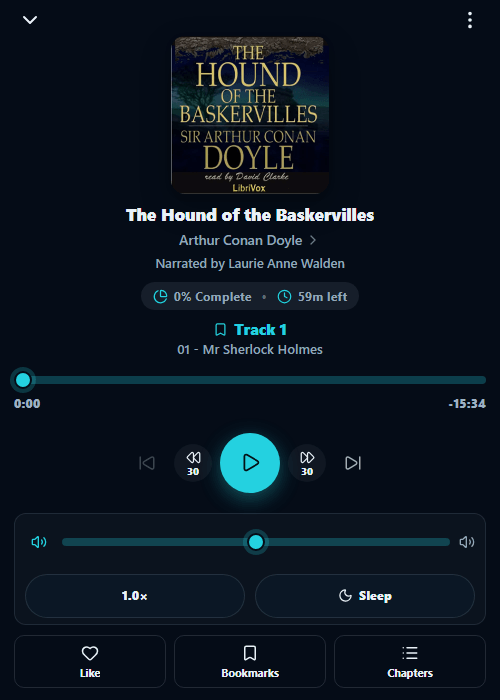 THE
HOUND
OF THE
BASKERVILLES
SIR ARTHUR CONAN
DOYLE
read by David Clarke
LibriVox
The Hound of the Baskervilles
Arthur Conan Doyle
Narrated by Laurie Anne Walden
0% Complete • 59m left
Track 1
01 - Mr Sherlock Holmes
0:00 -15:34
30 30
1.0× Sleep
Like Bookmarks Chapters